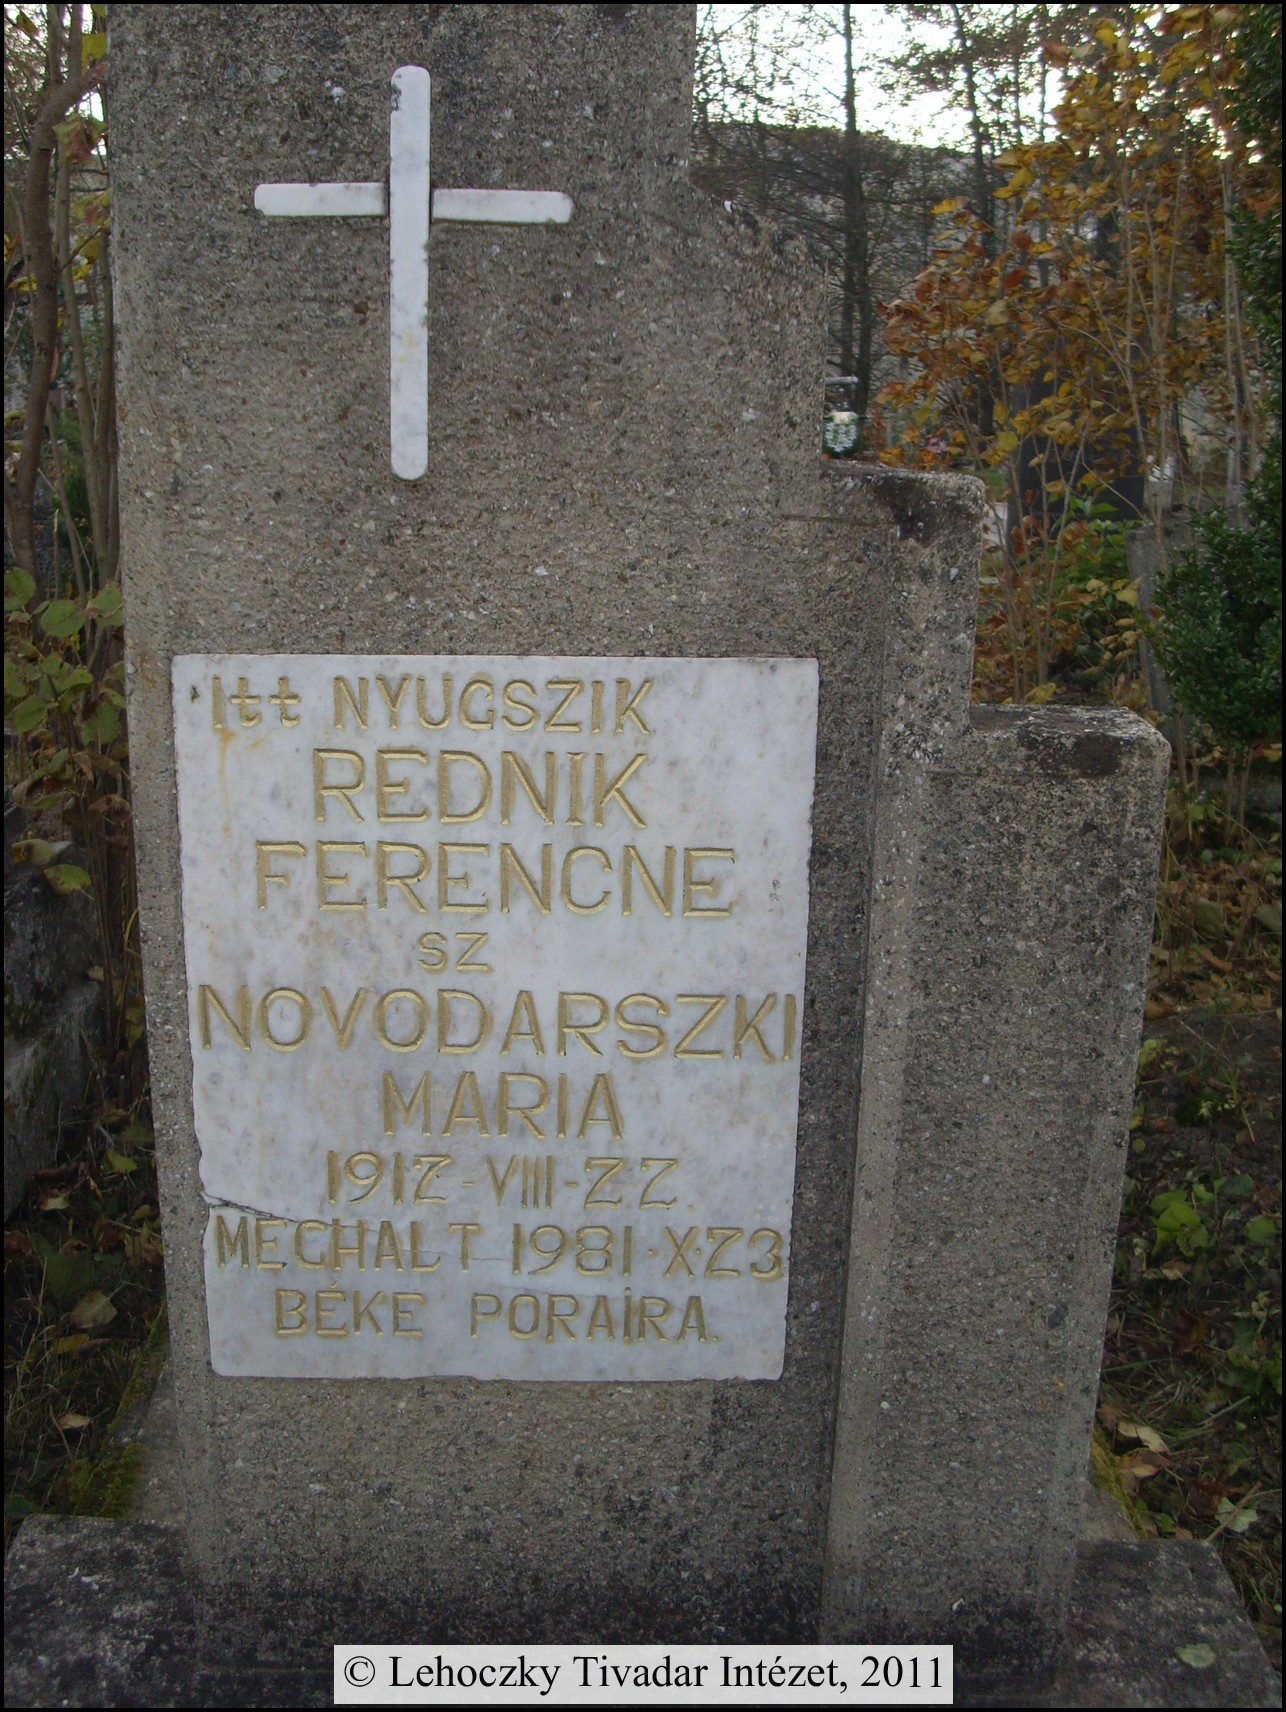 Itt NYUGSZIK
REDNIK
FERENCNE
SZ
NOVODARSZKI
MARIA
1912-VIII-22.
MEGHALT 1981·X·23
BÉKE PORAIRA.
© Lehoczky Tivadar Intézet, 2011